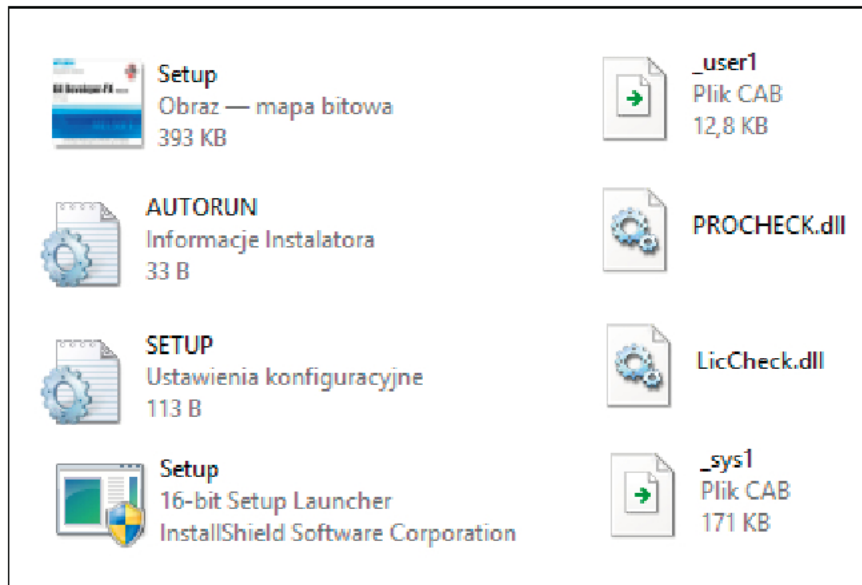 Setup
Obraz — mapa bitowa
393 KB
AUTORUN
Informacje Instalatora
33 B
SETUP
Ustawienia konfiguracyjne
113 B
Setup
16-bit Setup Launcher
InstallShield Software Corporation
_user1
Plik CAB
12,8 KB
PROCHECK.dll
LicCheck.dll
_sys1
Plik CAB
171 KB